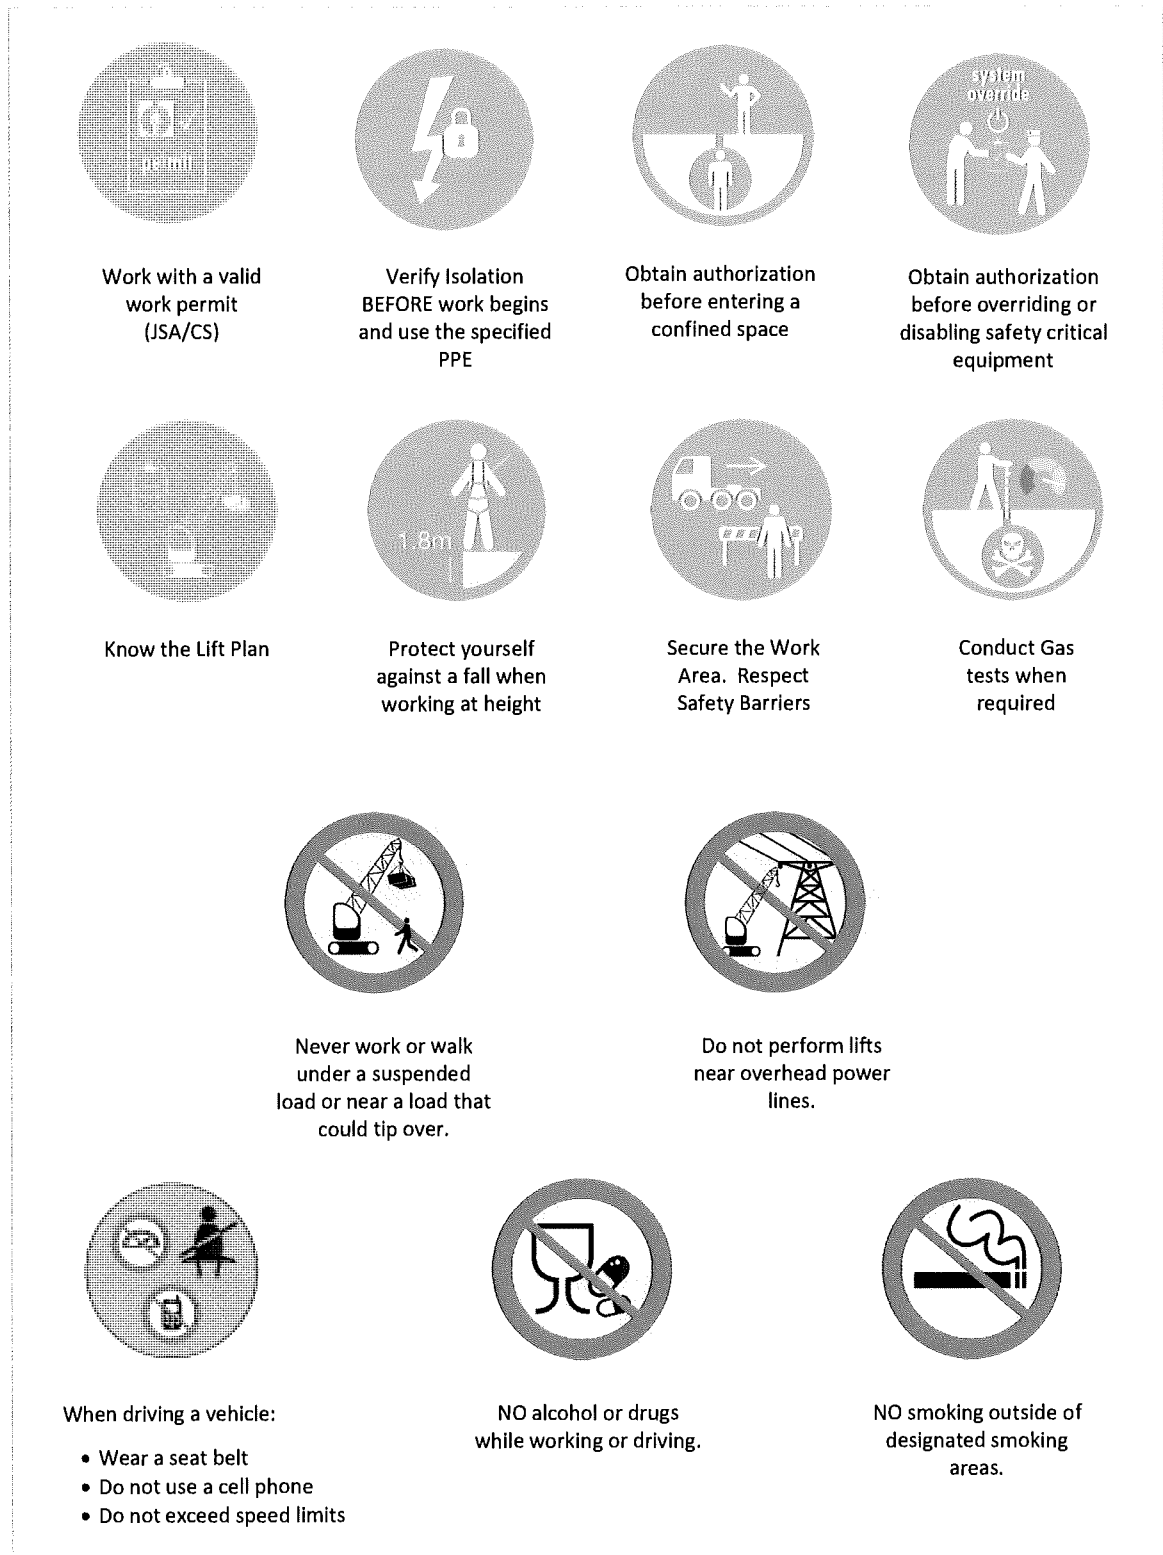 permit
system
override
Work with a valid
work permit
(JSA/CS)
Verify Isolation
BEFORE work begins
and use the specified
PPE
Obtain authorization
before entering a
confined space
Obtain authorization
before overriding or
disabling safety critical
equipment
1.8m
Know the Lift Plan
Protect yourself
against a fall when
working at height
Secure the Work
Area. Respect
Safety Barriers
Conduct Gas
tests when
required
Never work or walk
under a suspended
load or near a load that
could tip over.
Do not perform lifts
near overhead power
lines.
When driving a vehicle:
• Wear a seat belt
• Do not use a cell phone
• Do not exceed speed limits
NO alcohol or drugs
while working or driving.
NO smoking outside of
designated smoking
areas.